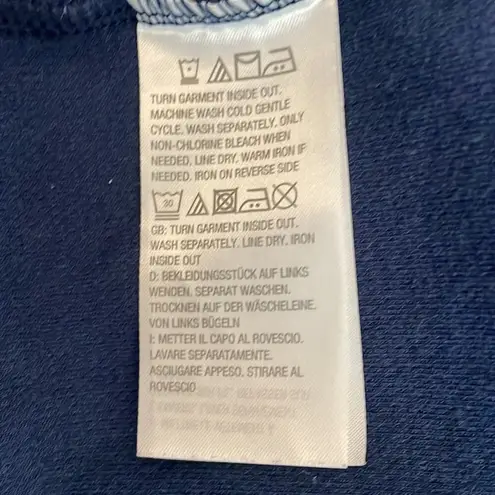 TURN GARMENT INSIDE OUT.
MACHINE WASH COLD GENTLE
CYCLE. WASH SEPARATELY. ONLY
NON-CHLORINE BLEACH WHEN
NEEDED, LINE DRY. WARM IRON IF
NEEDED. IRON ON REVERSE SIDE
30
GB: TURN GARMENT INSIDE OUT.
WASH SEPARATELY. LINE DRY. IRON
INSIDE OUT
D: BEKLEIDUNGSSTÜCK AUF LINKS
WENDEN. SEPARAT WASCHEN.
TROCKNEN AUF DER WÄSCHELEINE.
VON LINKS BÜGELN
I: METTER IL CAPO AL ROVESCIO.
LAVARE SEPARATAMENTE.
ASCIUGARE APPESO. STIRARE AL
ROVESCIO